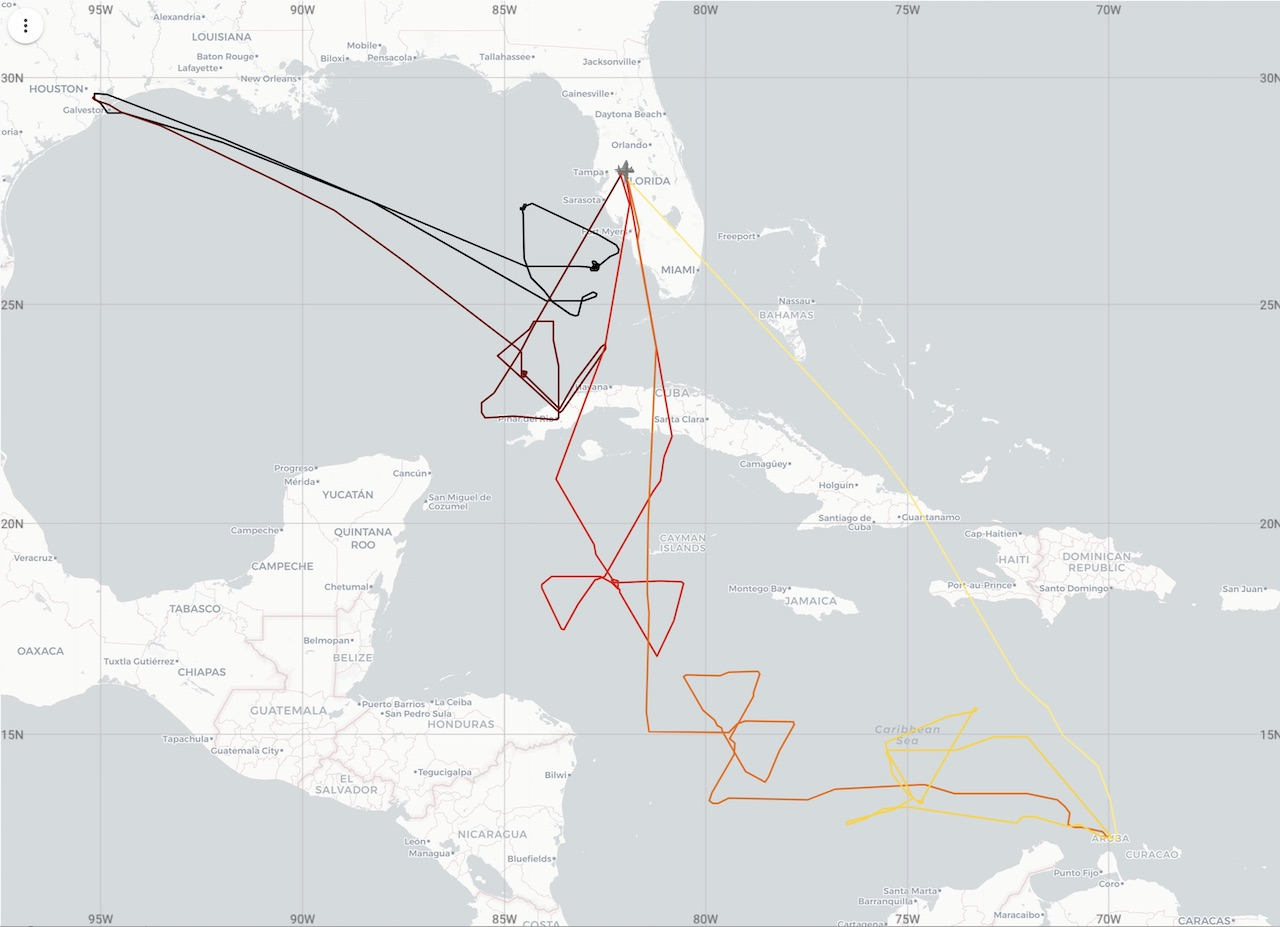 95W 90W 85W 80W 75W 70W
Alexandria
LOUISIANA
Mobile
Baton Rouge
Biloxi
Pensacola
Tallahassee
Jacksonville
Lafayette
30N
New Orleans
30N
HOUSTON
Gainesville
Galvesto
Daytona Beach
oria
Orlando
Tampa
LORIDA
Sarasota
Fort Myers
Freeport
MIAMI
25N
Nassau
25N
BAHAMAS
Havana
CUBA
Pinar del Rio
Santa Clara
Camagüey
Progreso
Cancún
Mérida
YUCATÁN
San Miguel de
Cozumel
Holguin
Santiago de
Cuba
Guantanamo
20N
20N
Campeche
QUINTANA
ROO
CAYMAN
ISLANDS
Cap-Haitien
HAITI
DOMINICAN
REPUBLIC
Veracruz
CAMPECHE
Chetumal
Montego Bay
JAMAICA
Port-au-Prince
Santo Domingo
San Juan
TABASCO
Belmopan
OAXACA
Tuxtla Gutiérrez
BELIZE
CHIAPAS
Puerto Barrios
La Ceiba
GUATEMALA
San Pedro Sula
HONDURAS
Caribbean
Sea
15N
Tapachula
15N
Guatemala City
Tegucigalpa
Bilwi
EL
SALVADOR
NICARAGUA
León
Managua
Bluefields
ARUBA
CURACAO
Punto Fijo
Coro
Santa Marta
Barranquilla
Maracaibo
Cartagena
CARACAS
COSTA
95W 90W 85W 80W 75W 70W